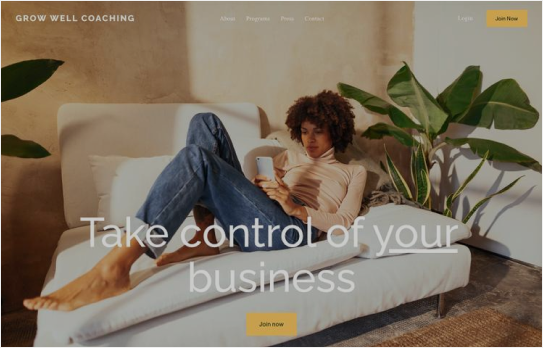 GROW WELL COACHING
About Programs Press Contact
Login
Join Now
Take control of your
business
Join now